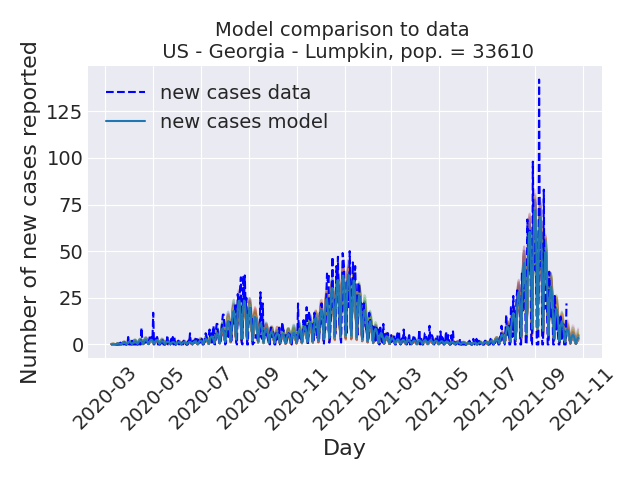 Model comparison to data
US - Georgia - Lumpkin, pop. = 33610
Number of new cases reported
125
100
75
50
25
0
new cases data
new cases model
2020-03
2020-05
2020-07
2020-09
2020-11
2021-01
2021-03
2021-05
2021-07
2021-09
2021-11
Day